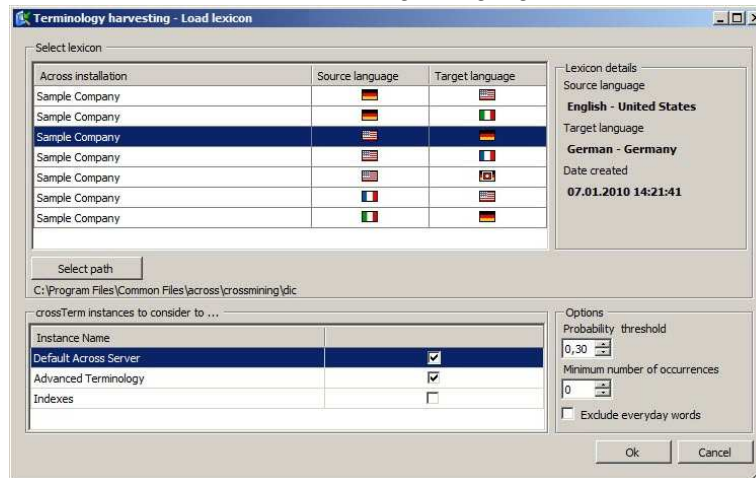 Terminology harvesting - Load lexicon
Select lexicon
Across installation Source language Target language
Sample Company
Sample Company
Sample Company
Sample Company
Sample Company
Sample Company
Sample Company
Lexicon details
Source language
English - United States
Target language
German - Germany
Date created
07.01.2010 14:21:41
Select path
C:\Program Files\Common Files\across\crossmining\dic
crossTerm instances to consider to ...
Instance Name
Default Across Server
Advanced Terminology
Indexes
Options
Probability threshold
0,30
Minimum number of occurrences
0
Exclude everyday words
Ok Cancel